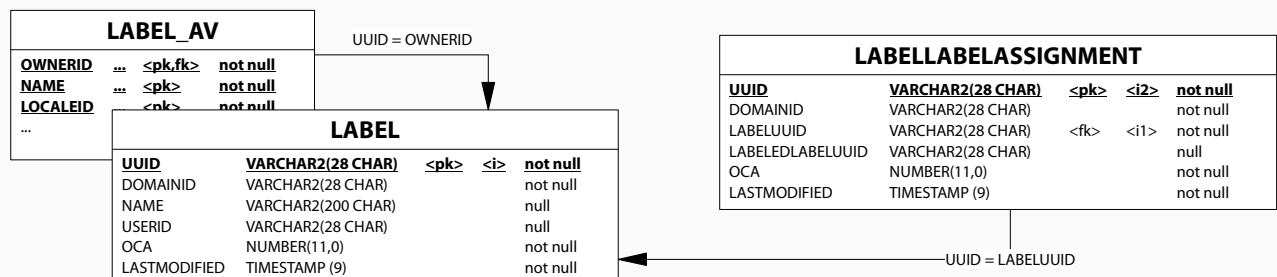 LABEL_AV
OWNERID ... <pk,fk> not null
NAME ... <pk> not null
LOCALEID ... <pk> not null
...
UUID = OWNERID
LABEL
UUID VARCHAR2(28 CHAR) <pk> <i> not null
DOMAINID VARCHAR2(28 CHAR) not null
NAME VARCHAR2(200 CHAR) null
USERID VARCHAR2(28 CHAR) null
OCA NUMBER(11,0) not null
LASTMODIFIED TIMESTAMP (9) not null
LABELLABELASSIGNMENT
UUID VARCHAR2(28 CHAR) <pk> <i2> not null
DOMAINID VARCHAR2(28 CHAR) not null
LABELUUID VARCHAR2(28 CHAR) <fk> <i1> not null
LABELEDLABELUUID VARCHAR2(28 CHAR) null
OCA NUMBER(11,0) not null
LASTMODIFIED TIMESTAMP (9) not null
UUID = LABELUUID